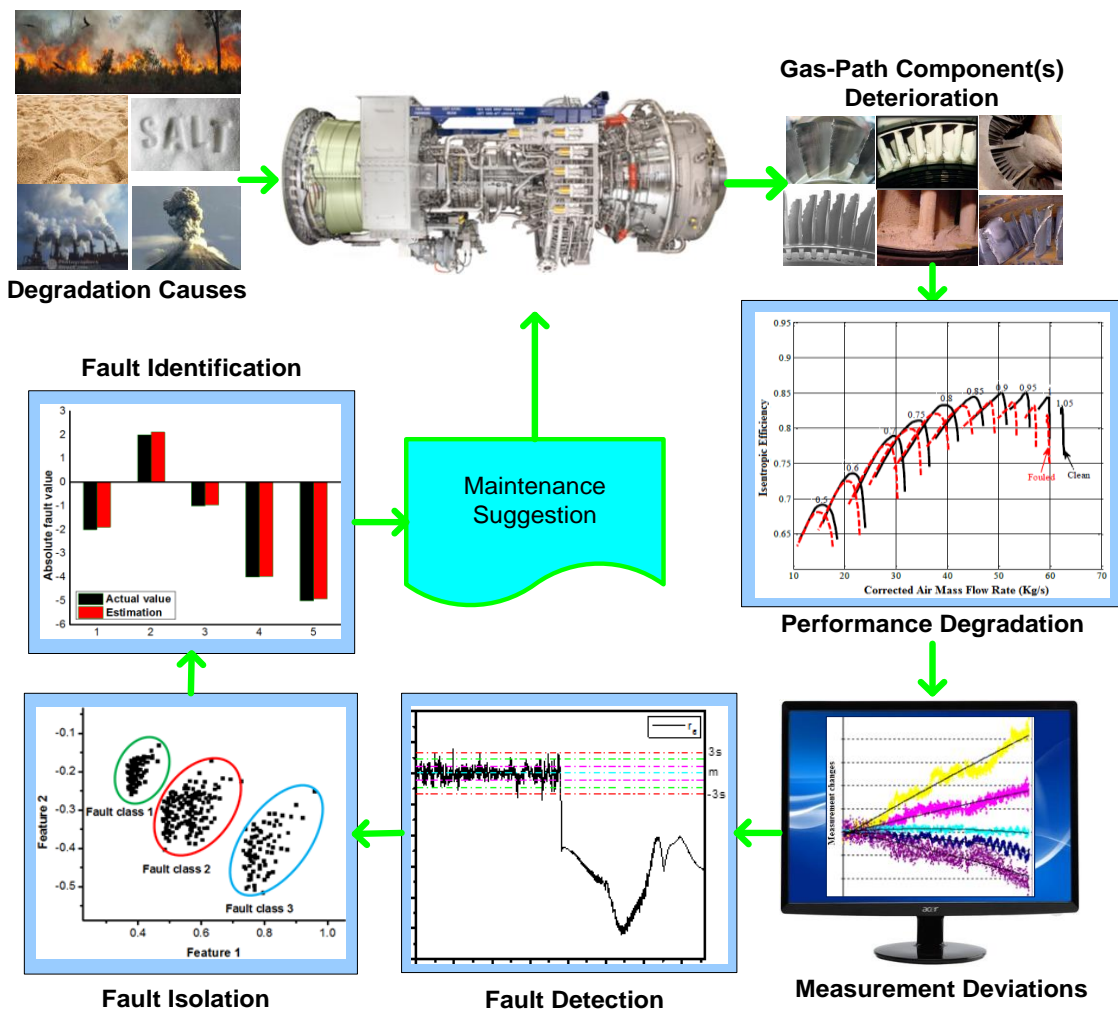 SALT
Degradation Causes
Gas-Path Component(s)
Deterioration
Fault Identification
3
2
1
0
-1
-2
-3
-4
-5
-6
Absolute fault value
Actual value
Estimation
1 2 3 4 5
Maintenance
Suggestion
0.95
0.9
0.85
0.8
0.75
0.7
0.65
Isentropic Efficiency
0.5
0.6
0.7
0.75
0.8
0.85
0.9
0.95
1
1.05
Fouled
Clean
10 20 30 40 50 60 70
Corrected Air Mass Flow Rate (Kg/s)
Performance Degradation
-0.1
-0.2
-0.3
-0.4
-0.5
Feature 2
Fault class 1
Fault class 2
Fault class 3
0.4 0.6 0.8 1.0
Feature 1
Fault Isolation
3s
m
-3s
Fault Detection
Measurement changes
acer
Measurement Deviations